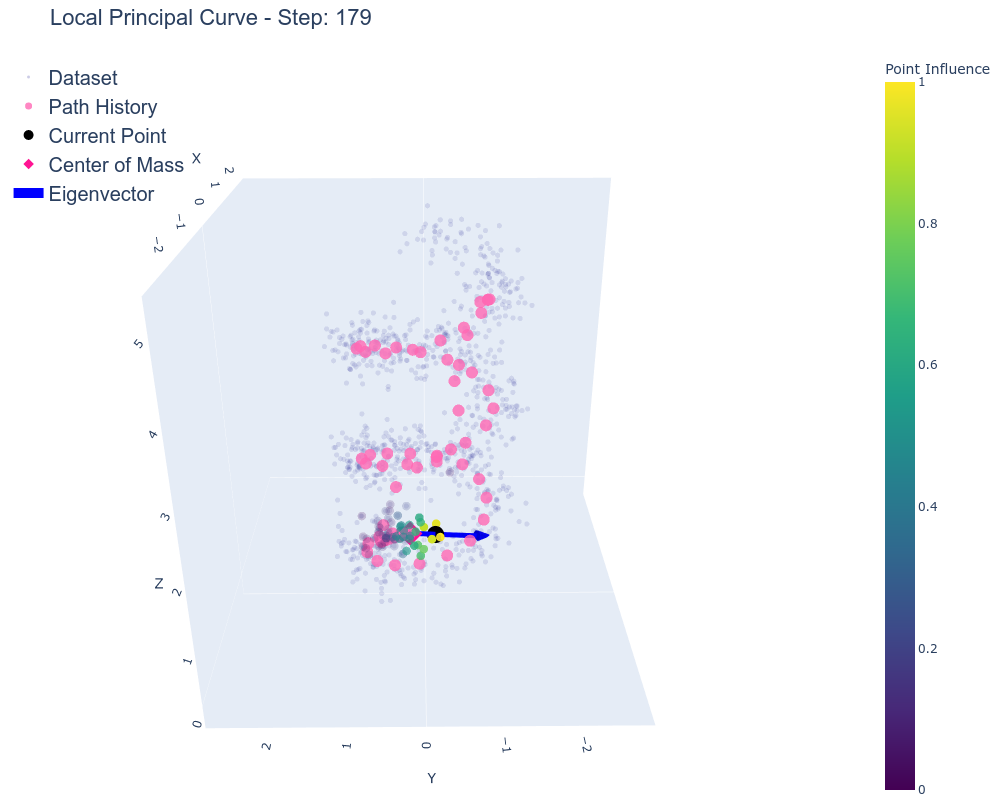 Local Principal Curve - Step: 179
Dataset
Path History
Current Point
Center of Mass
Eigenvector
Point Influence
1
0.8
0.6
0.4
0.2
0
X
2
1
0
−1
−2
5
4
3
2
1
0
Z
2
1
0
−1
−2
Y